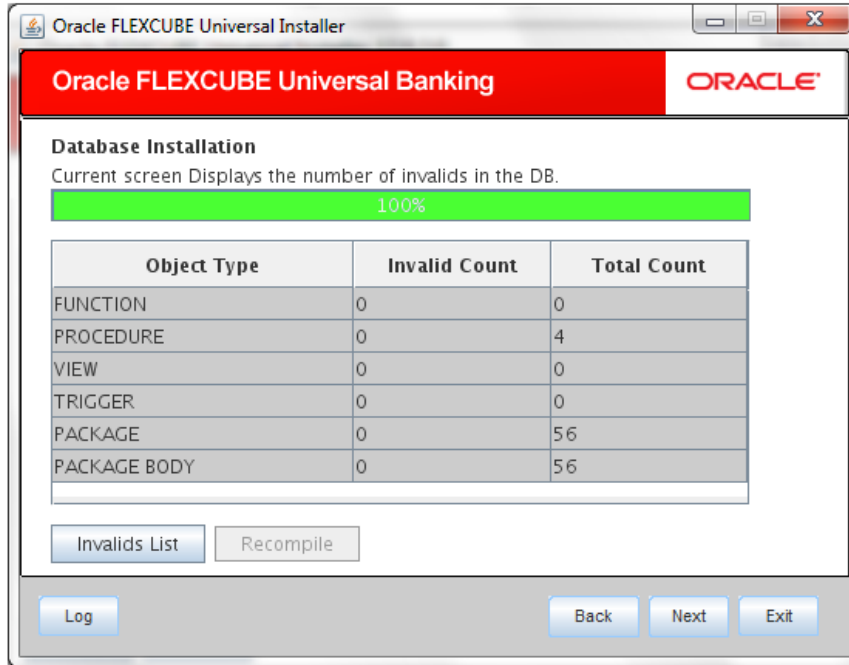 Oracle FLEXCUBE Universal Installer
Oracle FLEXCUBE Universal Banking ORACLE
Database Installation
Current screen Displays the number of invalids in the DB.
100%
Object Type Invalid Count Total Count
FUNCTION 0 0
PROCEDURE 0 4
VIEW 0 0
TRIGGER 0 0
PACKAGE 0 56
PACKAGE BODY 0 56
Invalids List Recompile
Log Back Next Exit